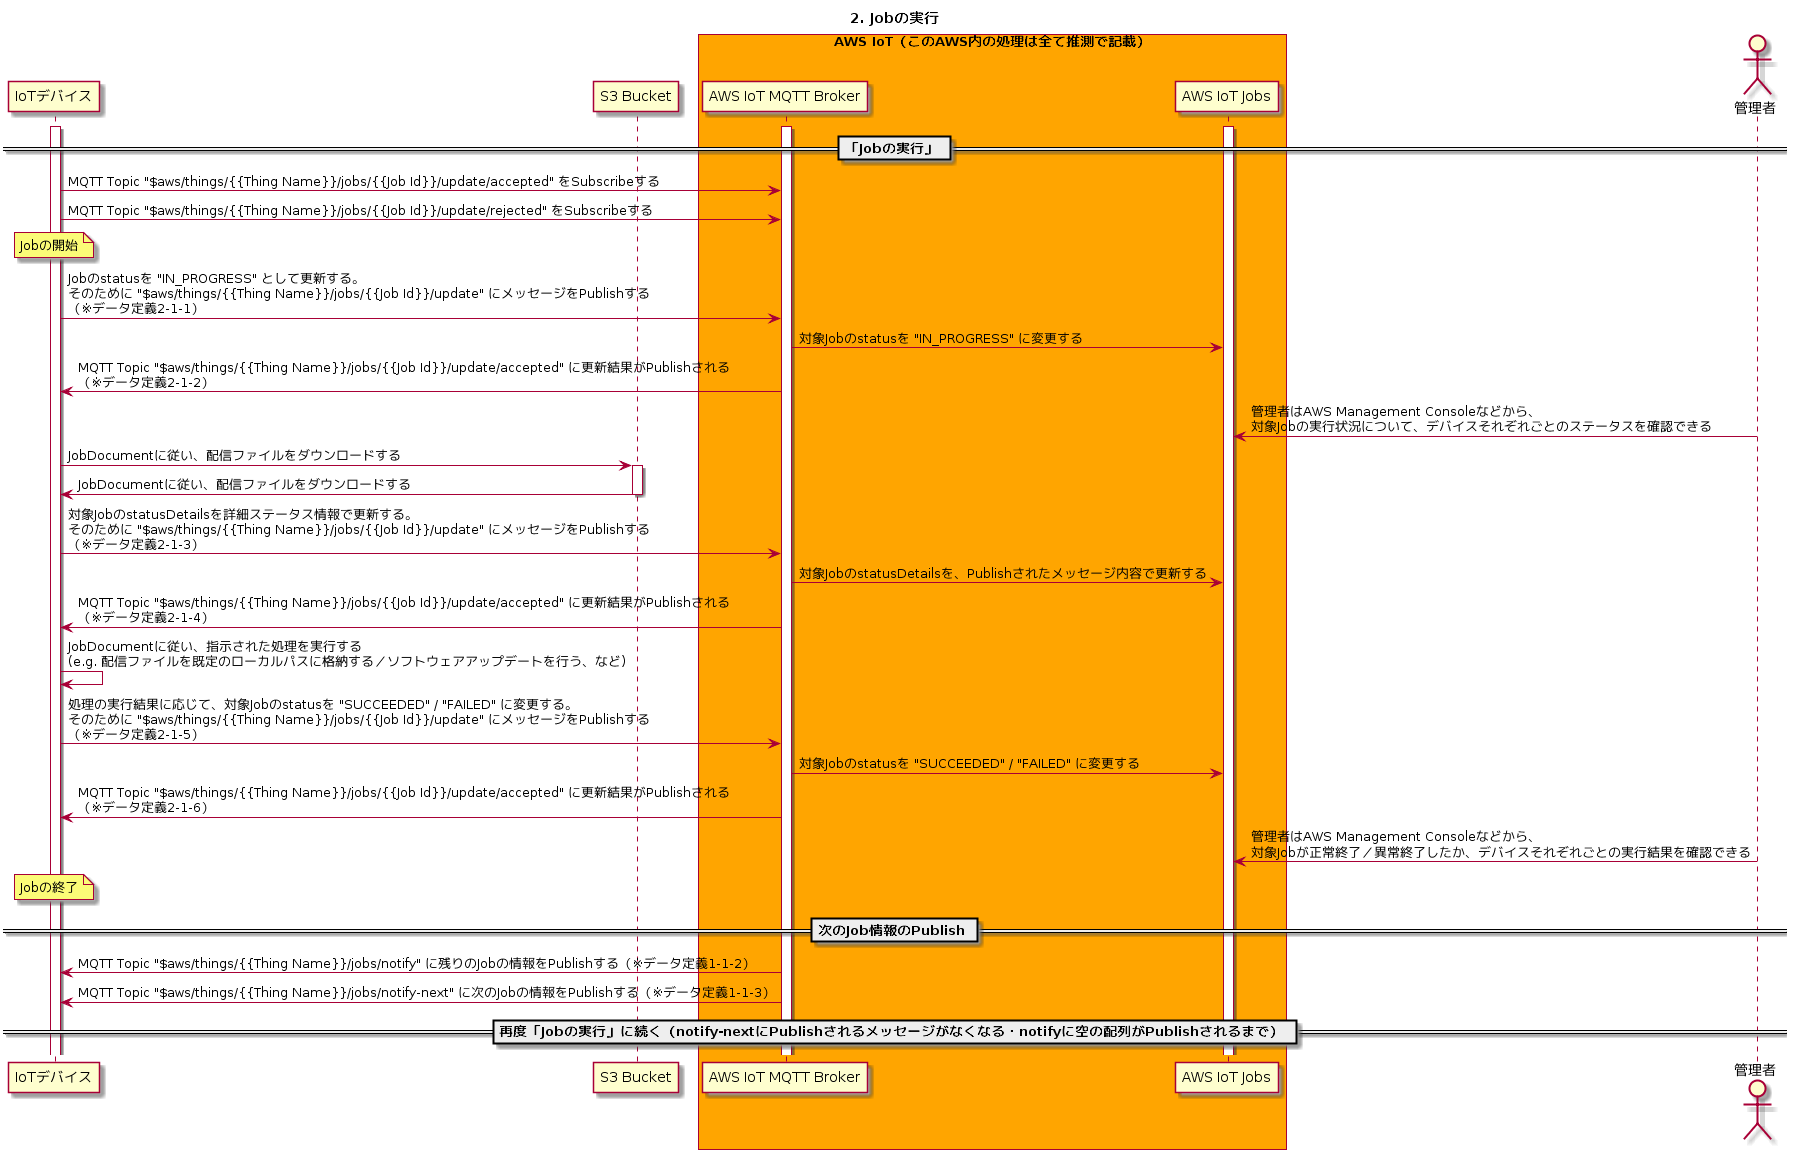 2. Jobの実行
AWS IoT（このAWS内の処理は全て推測で記載）
IoTデバイス
S3 Bucket
AWS IoT MQTT Broker
AWS IoT Jobs
管理者
「Jobの実行」
MQTT Topic "$aws/things/{{Thing Name}}/jobs/{{Job Id}}/update/accepted" をSubscribeする
MQTT Topic "$aws/things/{{Thing Name}}/jobs/{{Job Id}}/update/rejected" をSubscribeする
Jobの開始
Jobのstatusを "IN_PROGRESS" として更新する。
そのために "$aws/things/{{Thing Name}}/jobs/{{Job Id}}/update" にメッセージをPublishする
（※データ定義2-1-1）
対象Jobのstatusを "IN_PROGRESS" に変更する
MQTT Topic "$aws/things/{{Thing Name}}/jobs/{{Job Id}}/update/accepted" に更新結果がPublishされる
（※データ定義2-1-2）
管理者はAWS Management Consoleなどから、
対象Jobの実行状況について、デバイスそれぞれごとのステータスを確認できる
JobDocumentに従い、配信ファイルをダウンロードする
JobDocumentに従い、配信ファイルをダウンロードする
対象JobのstatusDetailsを詳細ステータス情報で更新する。
そのために "$aws/things/{{Thing Name}}/jobs/{{Job Id}}/update" にメッセージをPublishする
（※データ定義2-1-3）
対象JobのstatusDetailsを、Publishされたメッセージ内容で更新する
MQTT Topic "$aws/things/{{Thing Name}}/jobs/{{Job Id}}/update/accepted" に更新結果がPublishされる
（※データ定義2-1-4）
JobDocumentに従い、指示された処理を実行する
(e.g. 配信ファイルを既定のローカルパスに格納する／ソフトウェアアップデートを行う、など）
処理の実行結果に応じて、対象Jobのstatusを "SUCCEEDED" / "FAILED" に変更する。
そのために "$aws/things/{{Thing Name}}/jobs/{{Job Id}}/update" にメッセージをPublishする
（※データ定義2-1-5）
対象Jobのstatusを "SUCCEEDED" / "FAILED" に変更する
MQTT Topic "$aws/things/{{Thing Name}}/jobs/{{Job Id}}/update/accepted" に更新結果がPublishされる
（※データ定義2-1-6）
管理者はAWS Management Consoleなどから、
対象Jobが正常終了／異常終了したか、デバイスそれぞれごとの実行結果を確認できる
Jobの終了
次のJob情報のPublish
MQTT Topic "$aws/things/{{Thing Name}}/jobs/notify" に残りのJobの情報をPublishする（※データ定義1-1-2）
MQTT Topic "$aws/things/{{Thing Name}}/jobs/notify-next" に次のJobの情報をPublishする（※データ定義1-1-3）
再度「Jobの実行」に続く（notify-nextにPublishされるメッセージがなくなる・notifyに空の配列がPublishされるまで）
IoTデバイス
S3 Bucket
AWS IoT MQTT Broker
AWS IoT Jobs
管理者